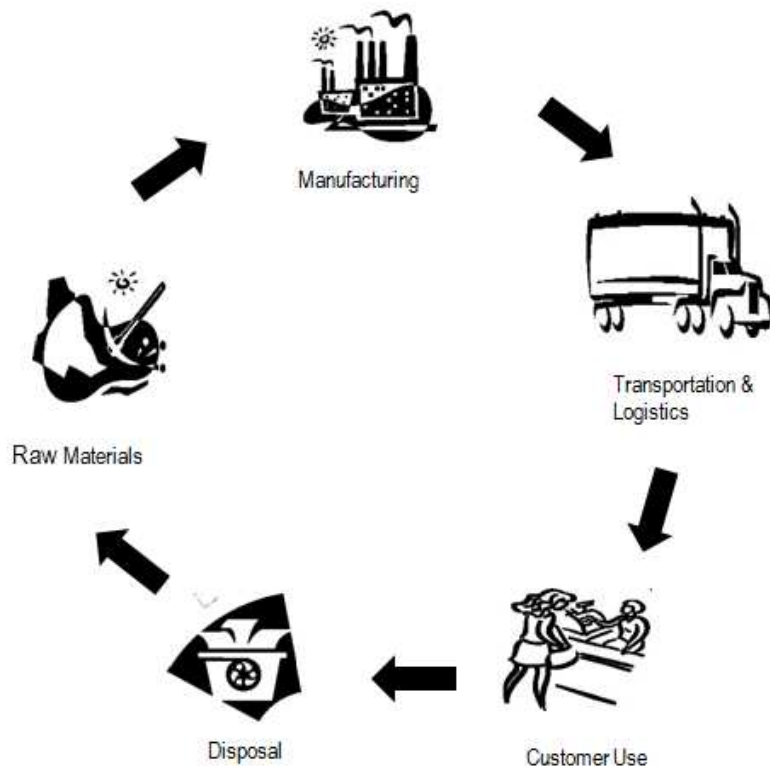 Manufacturing
Transportation &
Logistics
Raw Materials
Disposal
Customer Use